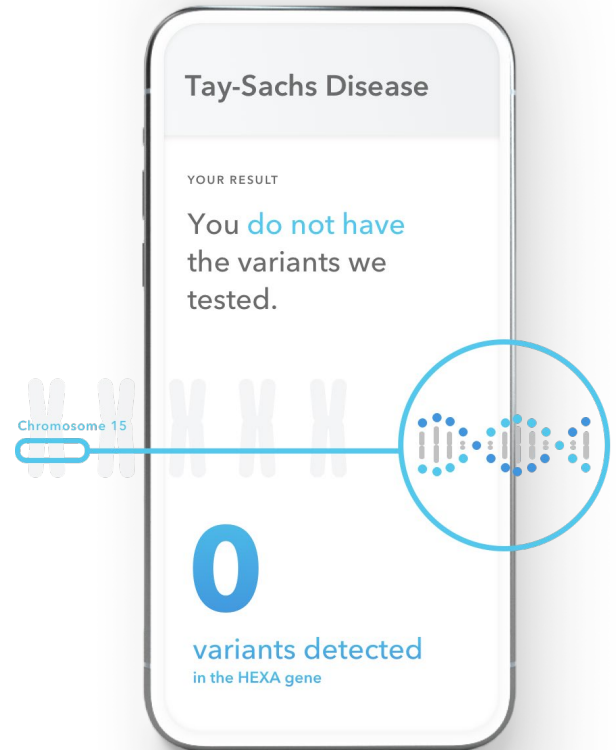 Tay-Sachs Disease
YOUR RESULT
You do not have
the variants we
tested.
Chromosome 15
0
variants detected
in the HEXA gene